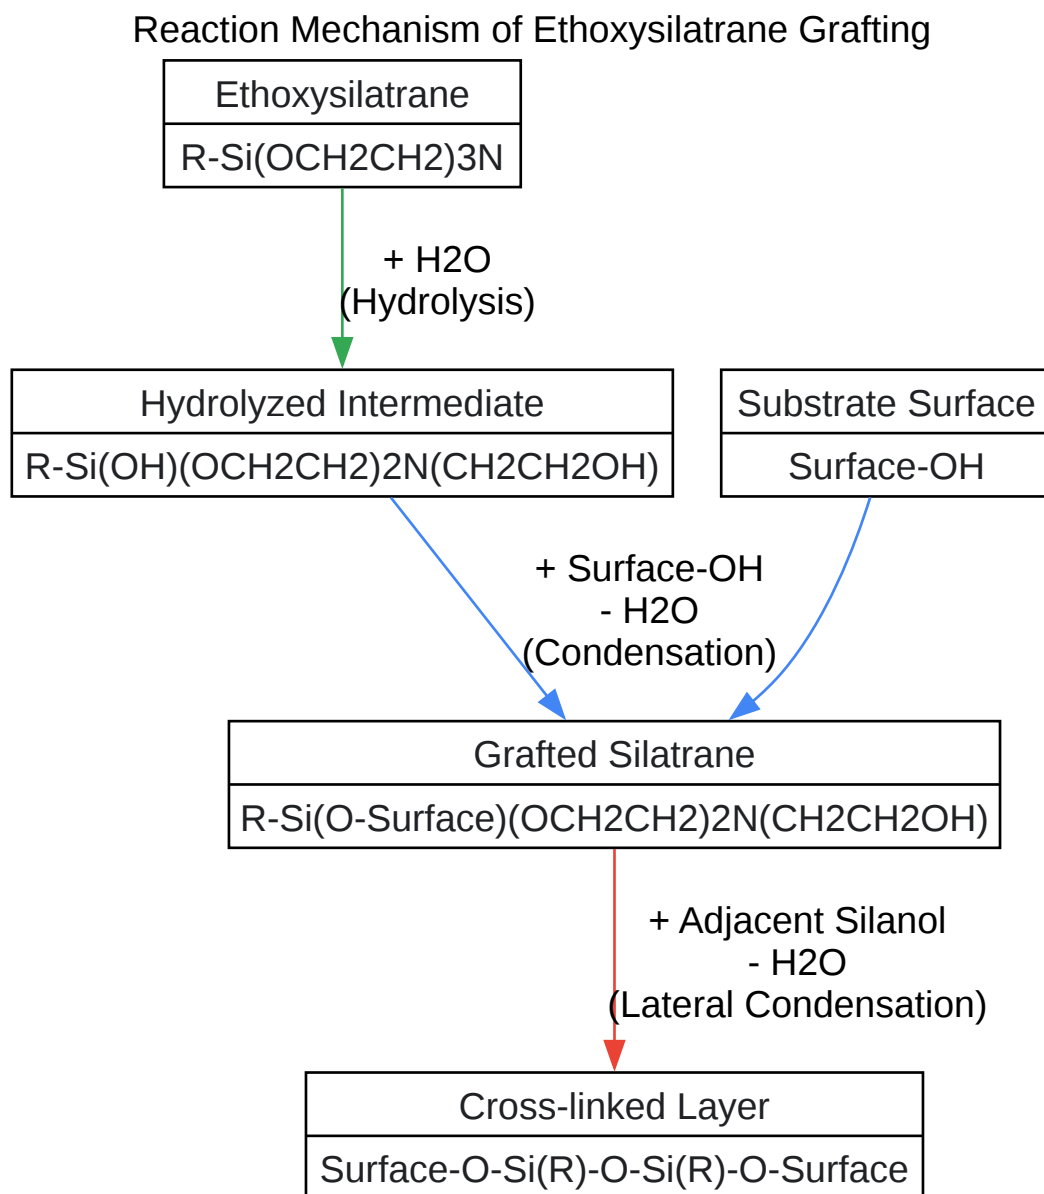 Reaction Mechanism of Ethoxysilatrane Grafting
Ethoxysilatrane
R-Si(OCH2CH2)3N
+ H2O
(Hydrolysis)
Hydrolyzed Intermediate
R-Si(OH)(OCH2CH2)2N(CH2CH2OH)
Substrate Surface
Surface-OH
+ Surface-OH
- H2O
(Condensation)
Grafted Silatrane
R-Si(O-Surface)(OCH2CH2)2N(CH2CH2OH)
+ Adjacent Silanol
- H2O
(Lateral Condensation)
Cross-linked Layer
Surface-O-Si(R)-O-Si(R)-O-Surface